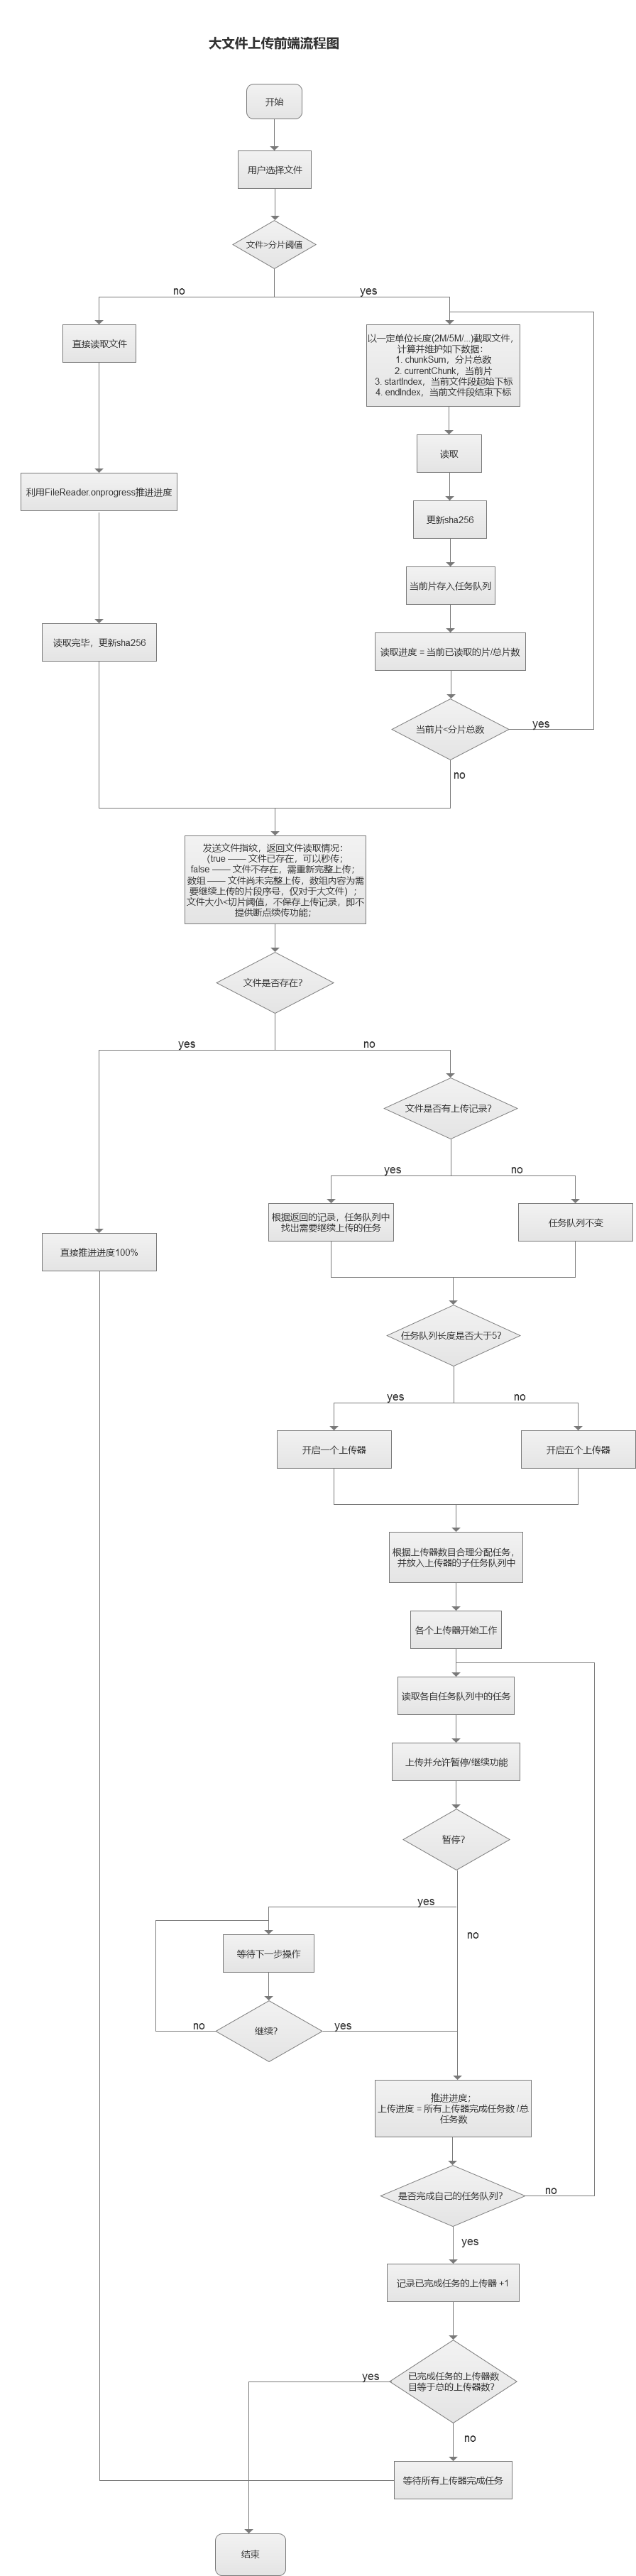 大文件上传前端流程图
开始
用户选择文件
文件>分片阈值
no
yes
直接读取文件
以一定单位长度(2M/5M/...)截取文件，
计算并维护如下数据：
1. chunkSum，分片总数
2. currentChunk，当前片
3. startIndex，当前文件段起始下标
4. endIndex，当前文件段结束下标
读取
利用FileReader.onprogress推进进度
更新sha256
当前片存入任务队列
读取完毕，更新sha256
读取进度 = 当前已读取的片/总片数
当前片<分片总数
yes
no
发送文件指纹，返回文件读取情况：
（true —— 文件已存在，可以秒传；
false —— 文件不存在，需重新完整上传；
数组 —— 文件尚未完整上传，数组内容为需
要继续上传的片段序号，仅对于大文件）；
文件大小<切片阈值，不保存上传记录，即不
提供断点续传功能；
文件是否存在？
yes
no
文件是否有上传记录？
yes
no
根据返回的记录，任务队列中
找出需要继续上传的任务
任务队列不变
直接推进进度100%
任务队列长度是否大于5？
yes
no
开启一个上传器
开启五个上传器
根据上传器数目合理分配任务，
并放入上传器的子任务队列中
各个上传器开始工作
读取各自任务队列中的任务
上传并允许暂停/继续功能
暂停？
yes
no
等待下一步操作
继续？
no
yes
推进进度；
上传进度 = 所有上传器完成任务数 /总
任务数
是否完成自己的任务队列？
no
yes
记录已完成任务的上传器 +1
已完成任务的上传器数
目等于总的上传器数？
yes
no
等待所有上传器完成任务
结束